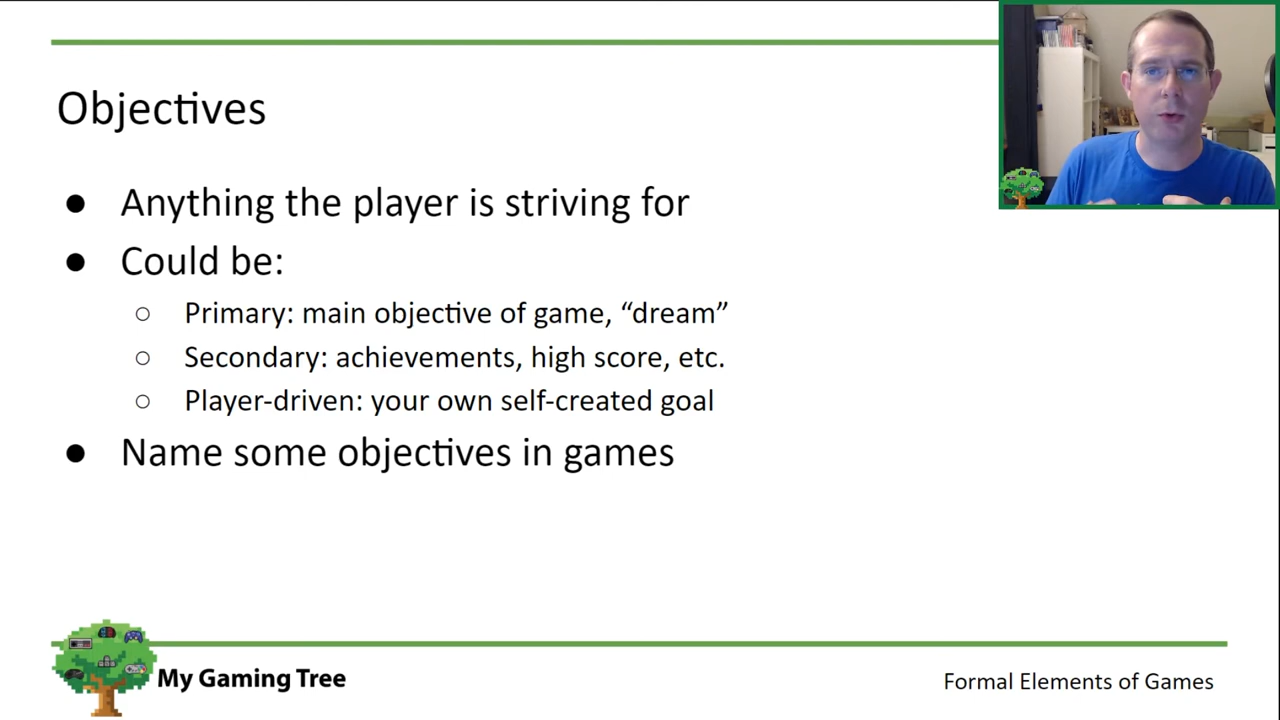 Objectives
● Anything the player is striving for
● Could be:
○ Primary: main objective of game, “dream”
○ Secondary: achievements, high score, etc.
○ Player-driven: your own self-created goal
● Name some objectives in games
My Gaming Tree
Formal Elements of Games